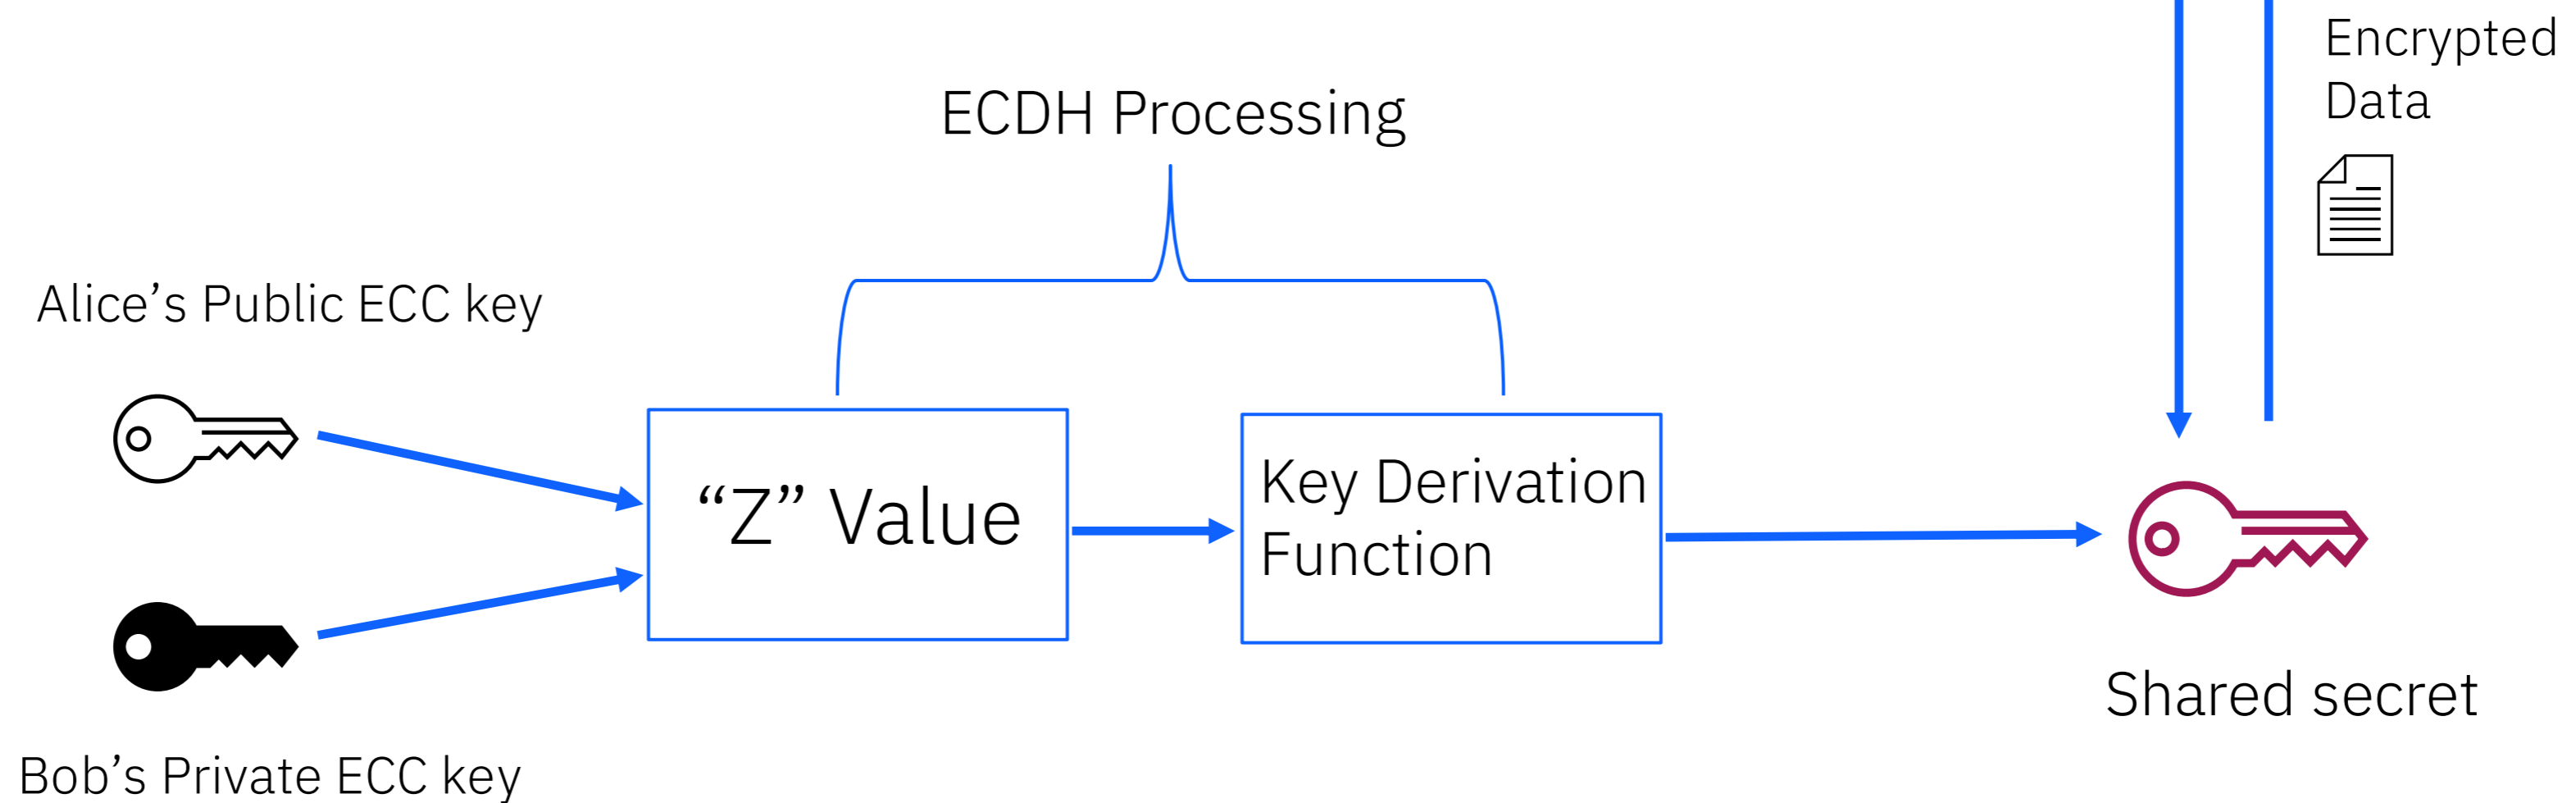 Encrypted
Data
ECDH Processing
Alice’s Public ECC key
“Z” Value
Key Derivation
Function
Shared secret
Bob’s Private ECC key